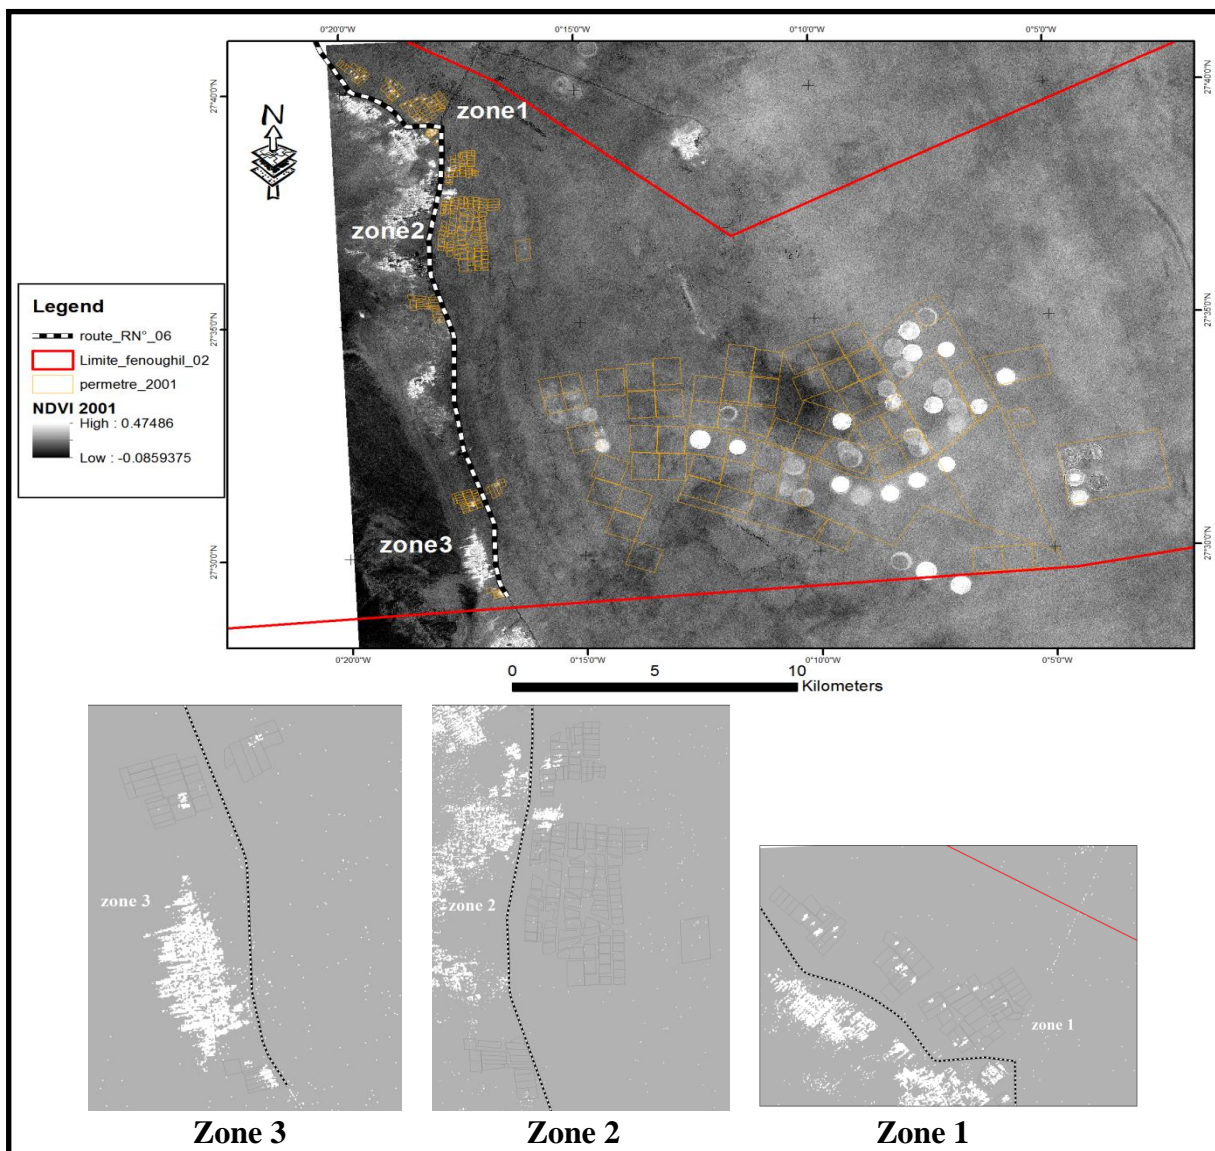 0°20'0"W 0°15'0"W 0°10'0"W 0°5'0"W
27°40'0"N 27°40'0"N
N
zone1
zone2
27°35'0"N 27°35'0"N
Legend
route_RN°_06
Limite_fenoughil_02
permetre_2001
NDVI 2001
High : 0.47486
Low : -0.0859375
zone3
27°30'0"N 27°30'0"N
0°20'0"W 0°15'0"W 0°10'0"W 0°5'0"W
0 5 10
Kilometers
zone 3
zone 2
zone 1
Zone 3 Zone 2 Zone 1